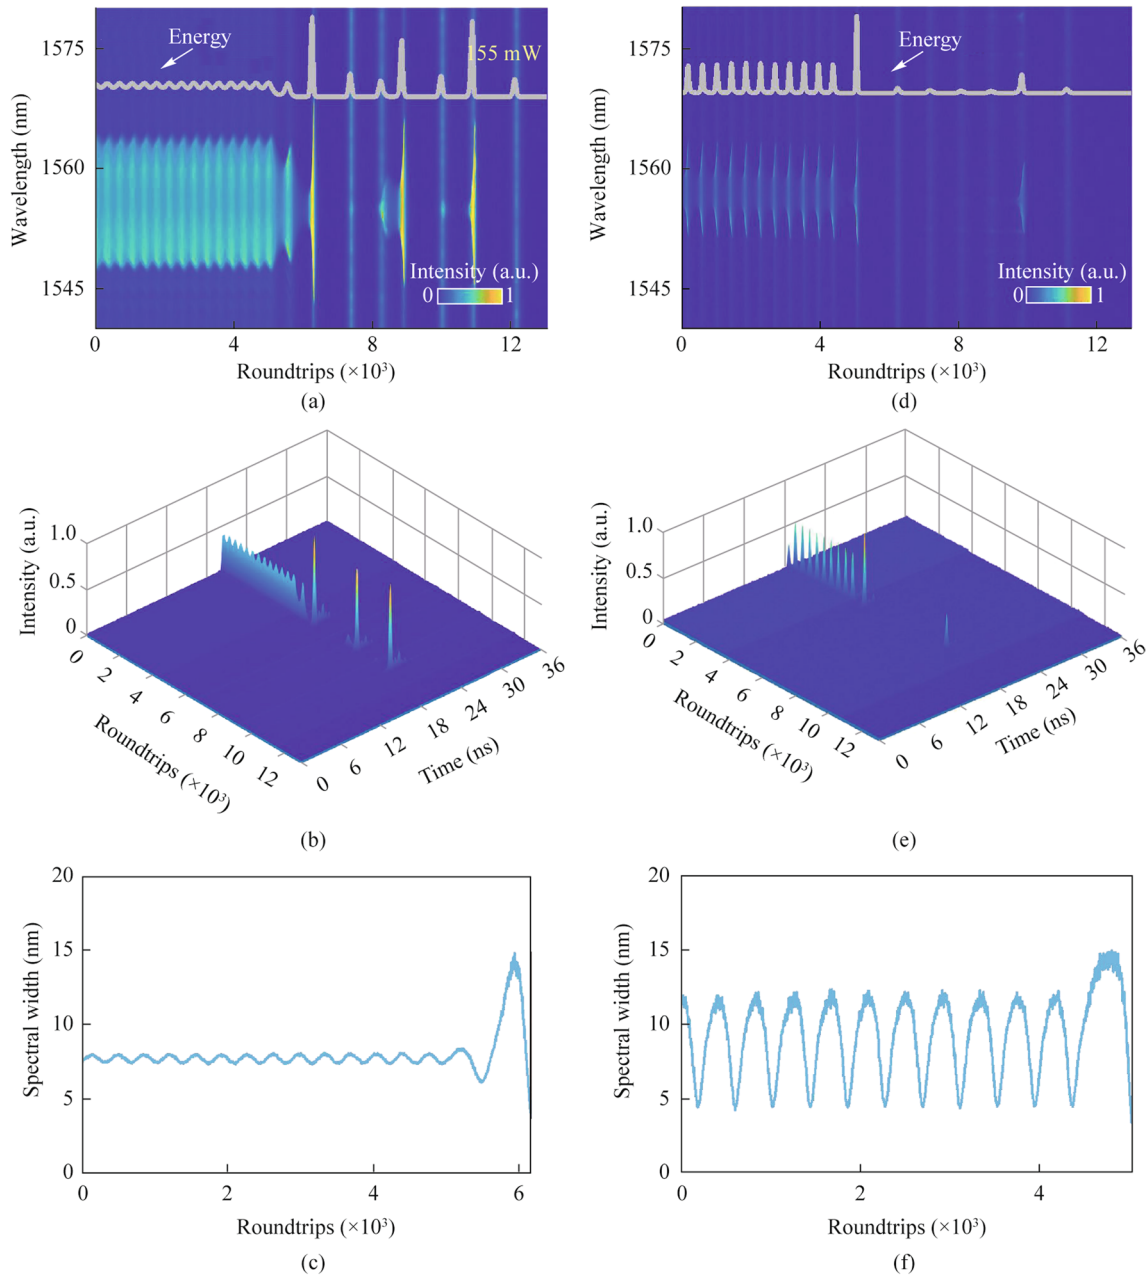 1575
1560
1545
Wavelength (nm)
Energy
155 mW
Intensity (a.u.)
0 1
0 4 8 12
Roundtrips (×10³)
(a)
1575
1560
1545
Wavelength (nm)
Energy
Intensity (a.u.)
0 1
0 4 8 12
Roundtrips (×10³)
(d)
Intensity (a.u.)
1.0
0.5
0
0 2 4 6 8 10 12
Roundtrips (×10³)
0 6 12 18 24 30 36
Time (ns)
(b)
Intensity (a.u.)
1.0
0.5
0
0 2 4 6 8 10 12
Roundtrips (×10³)
0 6 12 18 24 30 36
Time (ns)
(e)
20
15
10
5
0
Spectral width (nm)
0 2 4 6
Roundtrips (×10³)
(c)
20
15
10
5
0
Spectral width (nm)
0 2 4
Roundtrips (×10³)
(f)